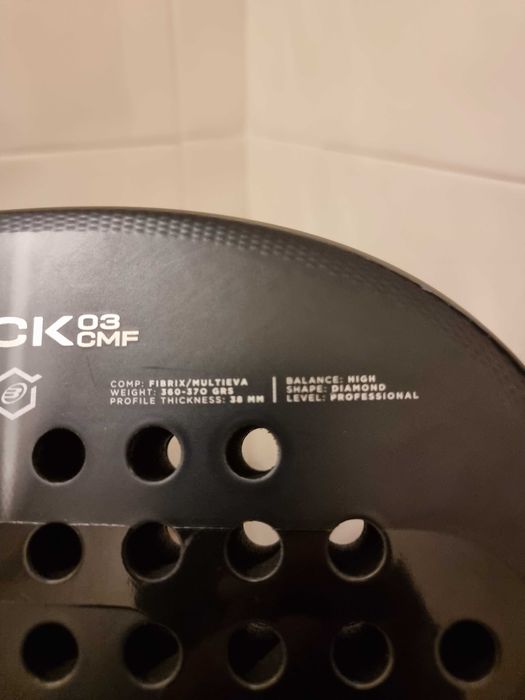 CK 03
CMF
COMP: FIBRIX/MULTIEVA
WEIGHT: 360-370 GRS
PROFILE THICKNESS: 38 MM
BALANCE: HIGH
SHAPE: DIAMOND
LEVEL: PROFESSIONAL